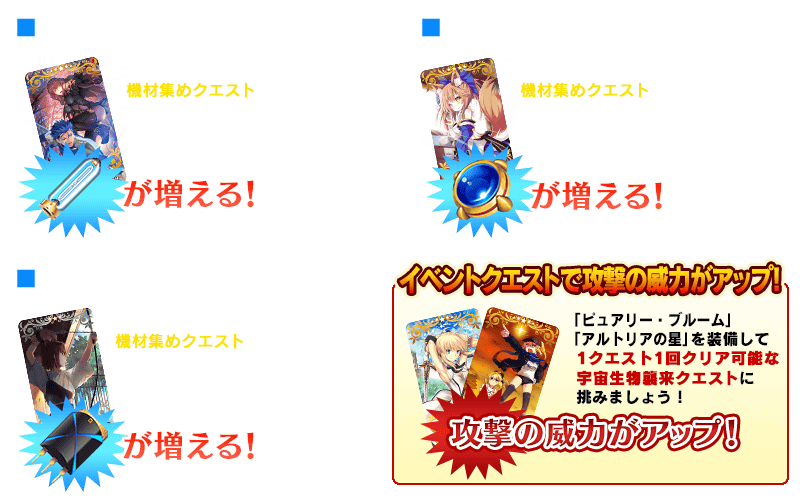 機材集めクエスト
が増える!
機材集めクエスト
が増える!
機材集めクエスト
が増える!
イベントクエストで攻撃の威力がアップ!
「ピュアリー・ブルーム」
「アルトリアの星」を装備して
1クエスト1回クリア可能な
宇宙生物襲来クエストに
挑みましょう!
攻撃の威力がアップ!